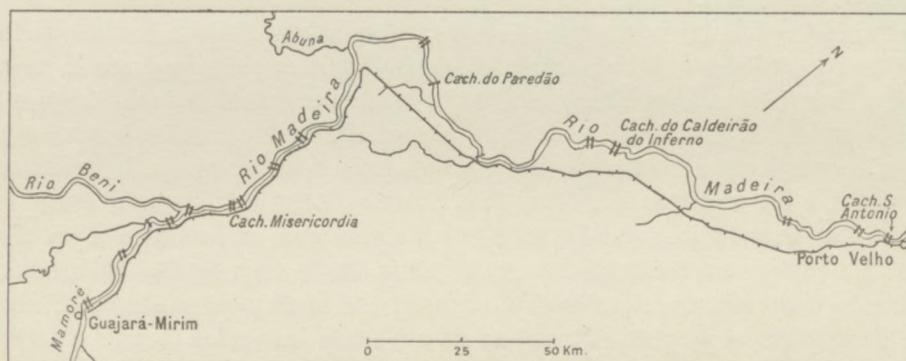 Abuna
Cach. do Paredão
N
Rio Madeira
Rio
Cach. do Caldeirão
do Inferno
Rio Beni
Madeira
Cach. S.
Antonio
Cach. Misericordia
Porto Velho
Mamoré
Guajará-Mirim
0 25 50 Km.